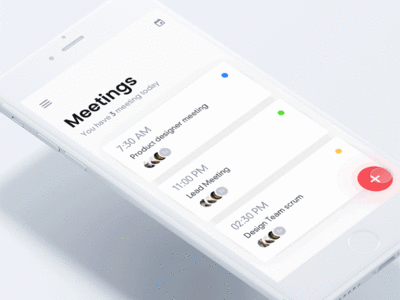 Meetings
You have 3 meeting today
7:30 AM
Product designer meeting
11:00 PM
Lead Meeting
02:30 PM
Design Team scrum